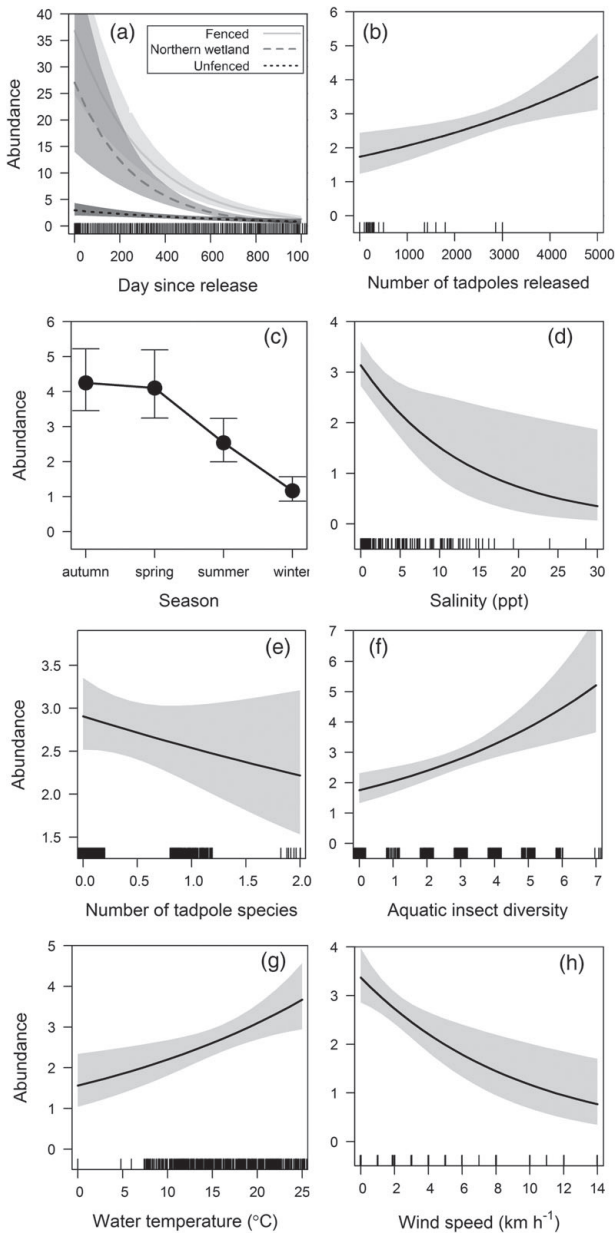 (a)
Fenced
Northern wetland
Unfenced
40
35
30
25
20
15
10
5
0
Abundance
0 200 400 600 800 1000
Day since release
(b)
6
5
4
3
2
1
0
0 1000 2000 3000 4000 5000
Number of tadpoles released
(c)
6
5
4
3
2
1
0
Abundance
autumn spring summer winter
Season
(d)
4
3
2
1
0
0 5 10 15 20 25 30
Salinity (ppt)
(e)
3.5
3.0
2.5
2.0
1.5
Abundance
0.0 0.5 1.0 1.5 2.0
Number of tadpole species
(f)
7
6
5
4
3
2
1
0
0 1 2 3 4 5 6 7
Aquatic insect diversity
(g)
5
4
3
2
1
0
Abundance
0 5 10 15 20 25
Water temperature (°C)
(h)
4
3
2
1
0
0 2 4 6 8 10 12 14
Wind speed (km h⁻¹)